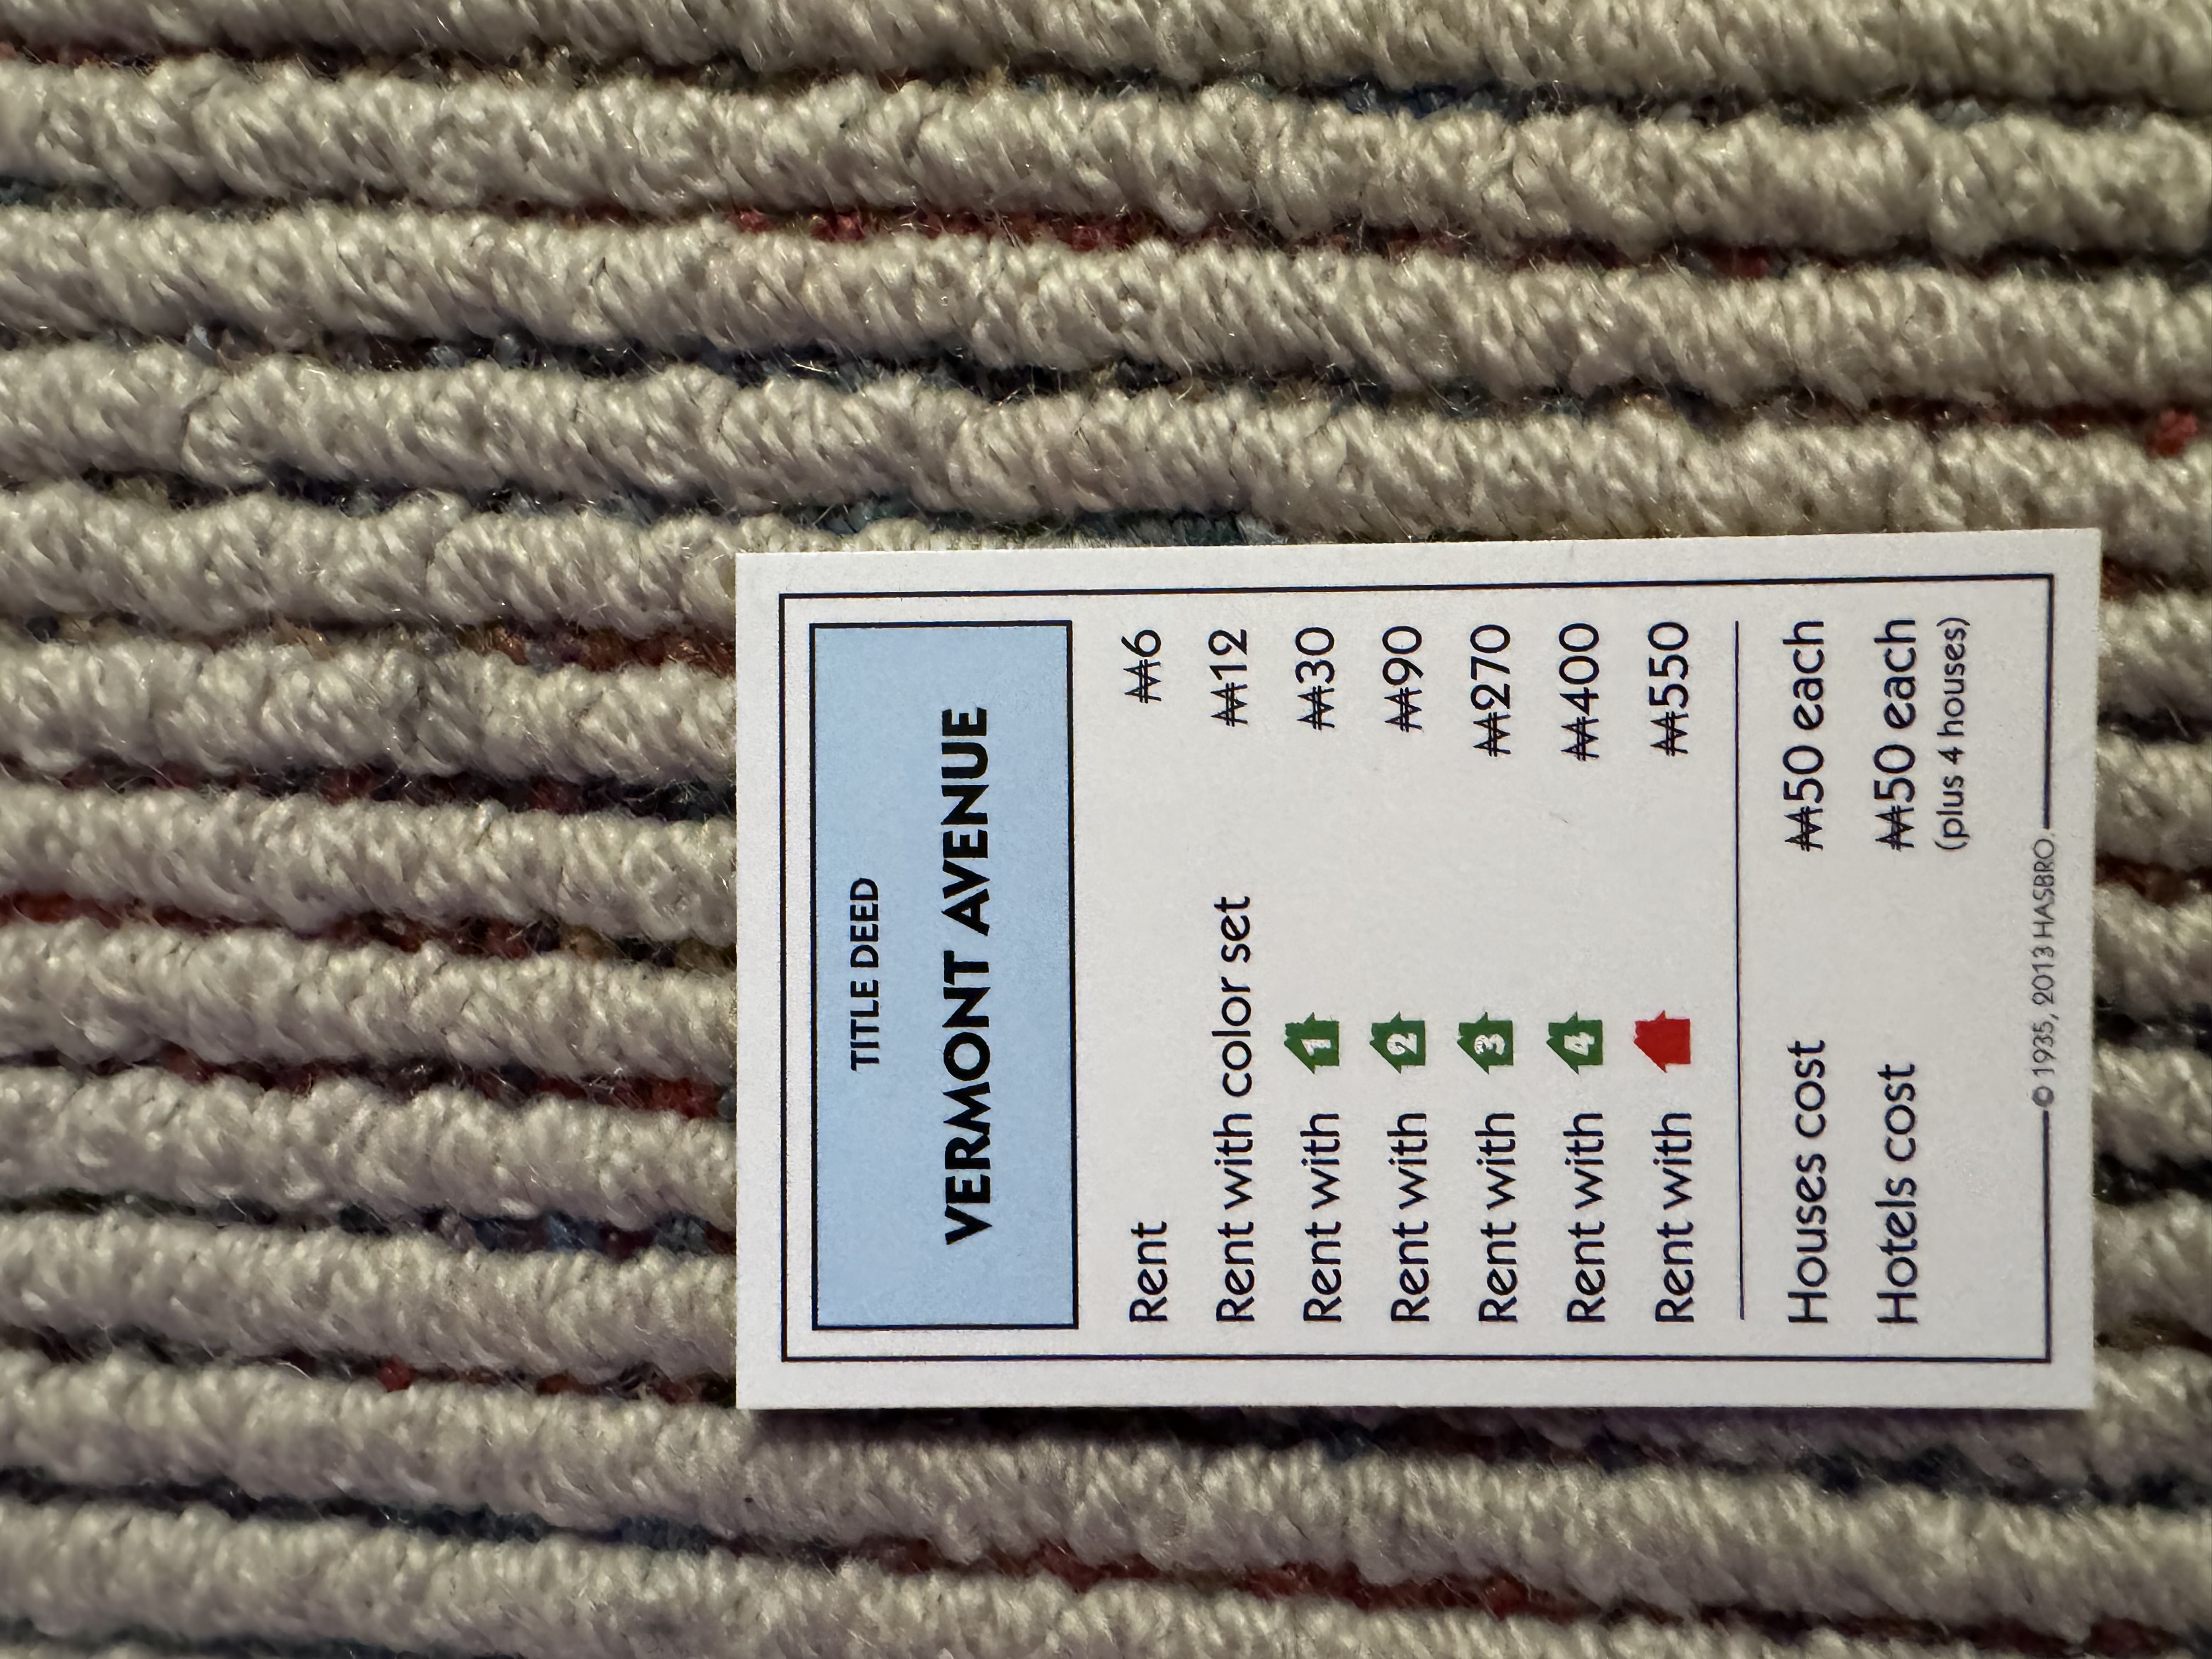 TITLE DEED
VERMONT AVENUE
Rent ₩6
Rent with color set ₩12
Rent with 1 ₩30
Rent with 2 ₩90
Rent with 3 ₩270
Rent with 4 ₩400
Rent with ₩550
Houses cost ₩50 each
Hotels cost ₩50 each
(plus 4 houses)
© 1935, 2013 HASBRO.